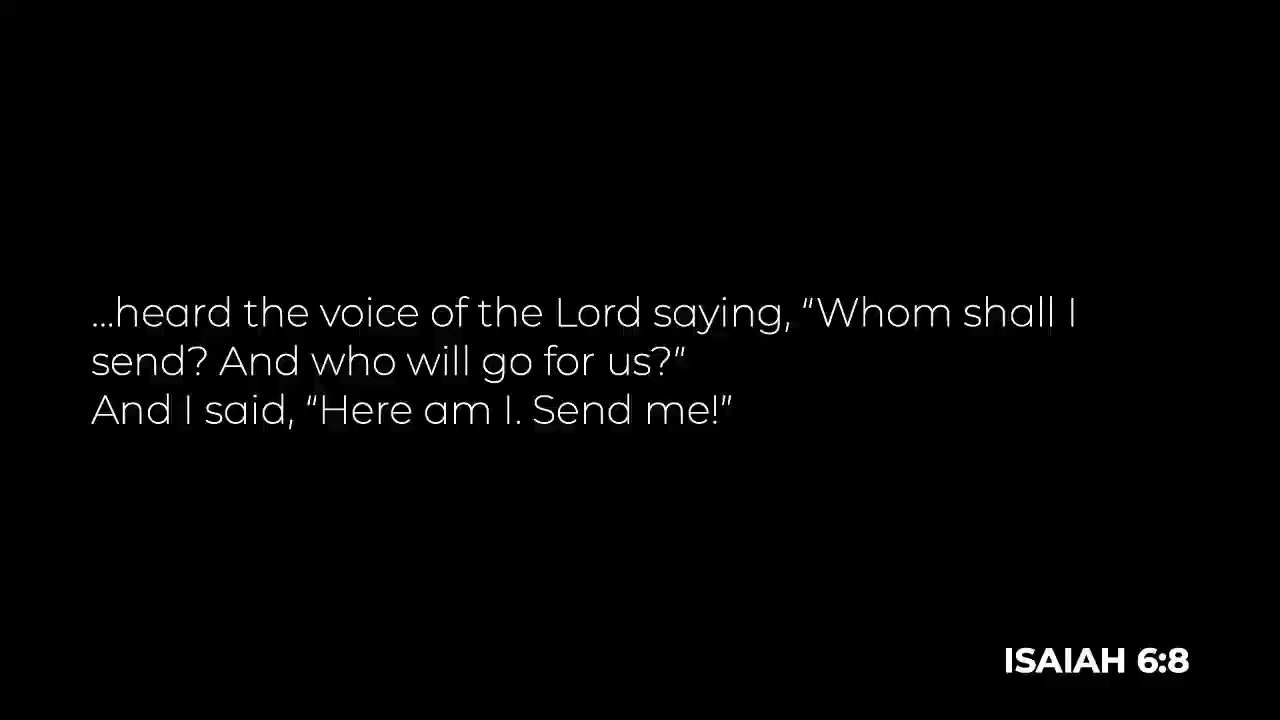 ...heard the voice of the Lord saying, “Whom shall I
send? And who will go for us?”
And I said, “Here am I. Send me!”
ISAIAH 6:8